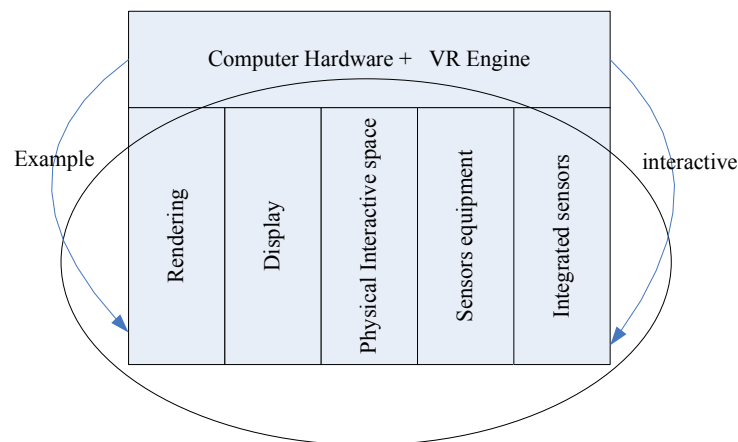 Computer Hardware + VR Engine
Example
interactive
Rendering
Display
Physical Interactive space
Sensors equipment
Integrated sensors